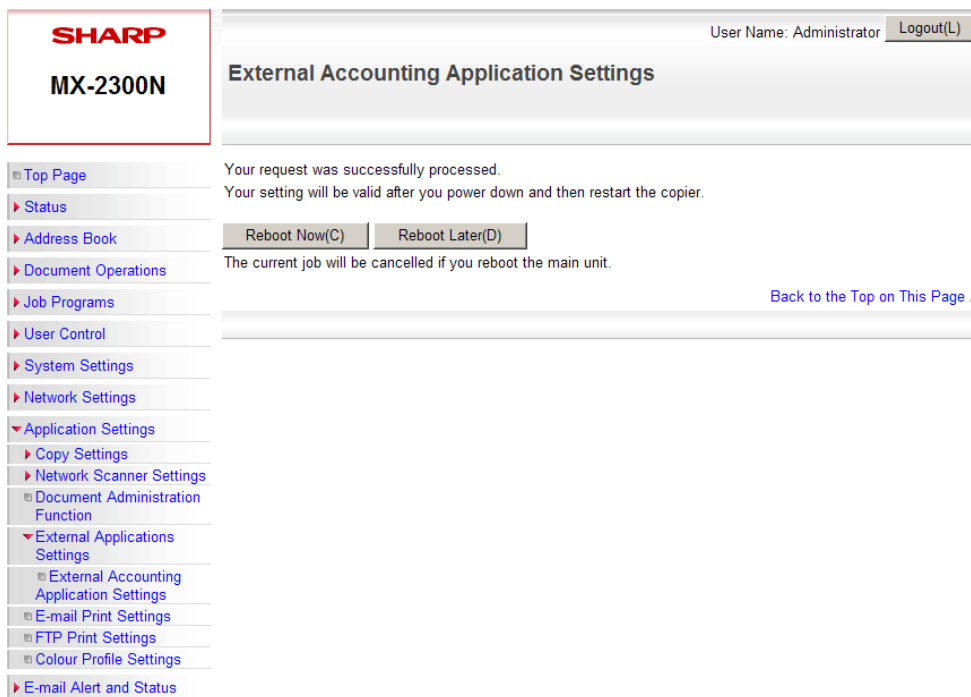 SHARP
MX-2300N
User Name: Administrator Logout(L)
External Accounting Application Settings
Top Page
Status
Address Book
Document Operations
Job Programs
User Control
System Settings
Network Settings
Application Settings
Copy Settings
Network Scanner Settings
Document Administration
Function
External Applications
Settings
External Accounting
Application Settings
E-mail Print Settings
FTP Print Settings
Colour Profile Settings
E-mail Alert and Status
Your request was successfully processed.
Your setting will be valid after you power down and then restart the copier.
Reboot Now(C) Reboot Later(D)
The current job will be cancelled if you reboot the main unit.
Back to the Top on This Page